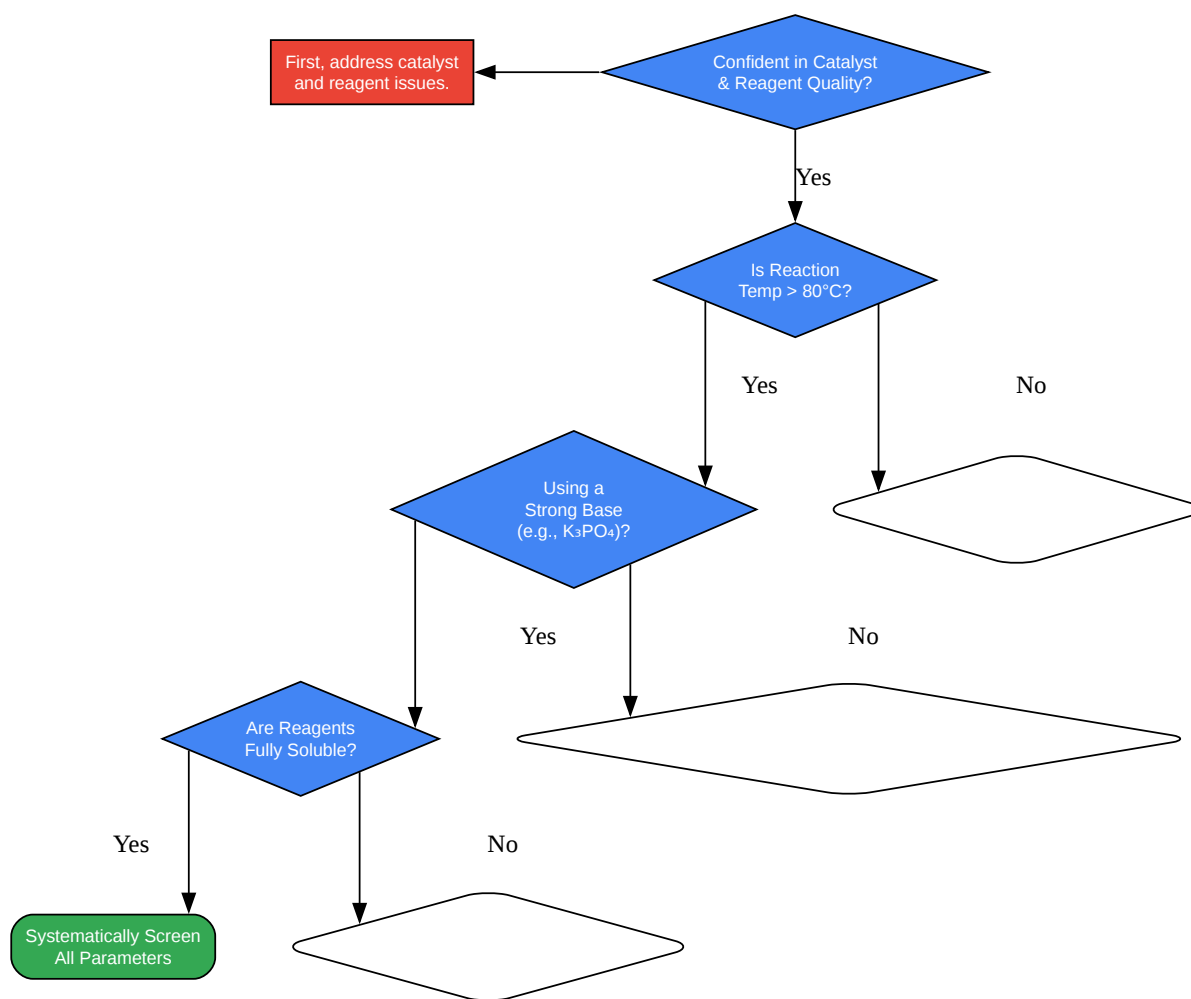 First, address catalyst
and reagent issues.
Confident in Catalyst
& Reagent Quality?
Yes
Is Reaction
Temp > 80°C?
Yes
No
Using a
Strong Base
(e.g., K₃PO₄)?
Yes
No
Are Reagents
Fully Soluble?
Yes
No
Systematically Screen
All Parameters